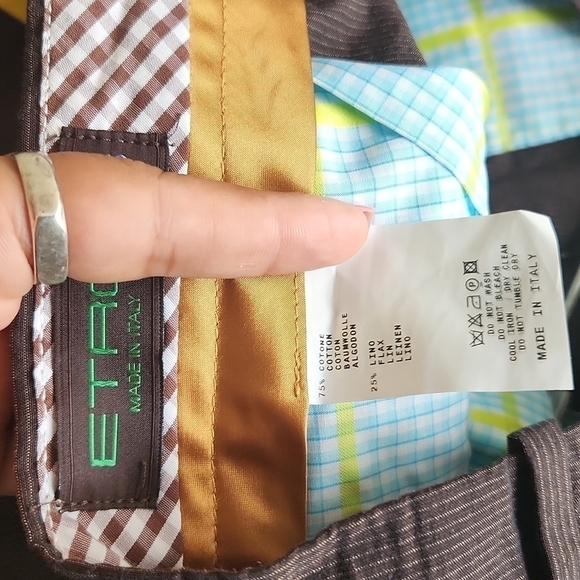 ETRO
MADE IN ITALY
75% COTONE
COTTON
COTON
BAUMWOLLE
ALGODON
25% LINO
FLAX
LIN
LEINEN
LINO
DO NOT WASH
DO NOT BLEACH
COOL IRON DRY CLEAN
DO NOT TUMBLE DRY
MADE IN ITALY